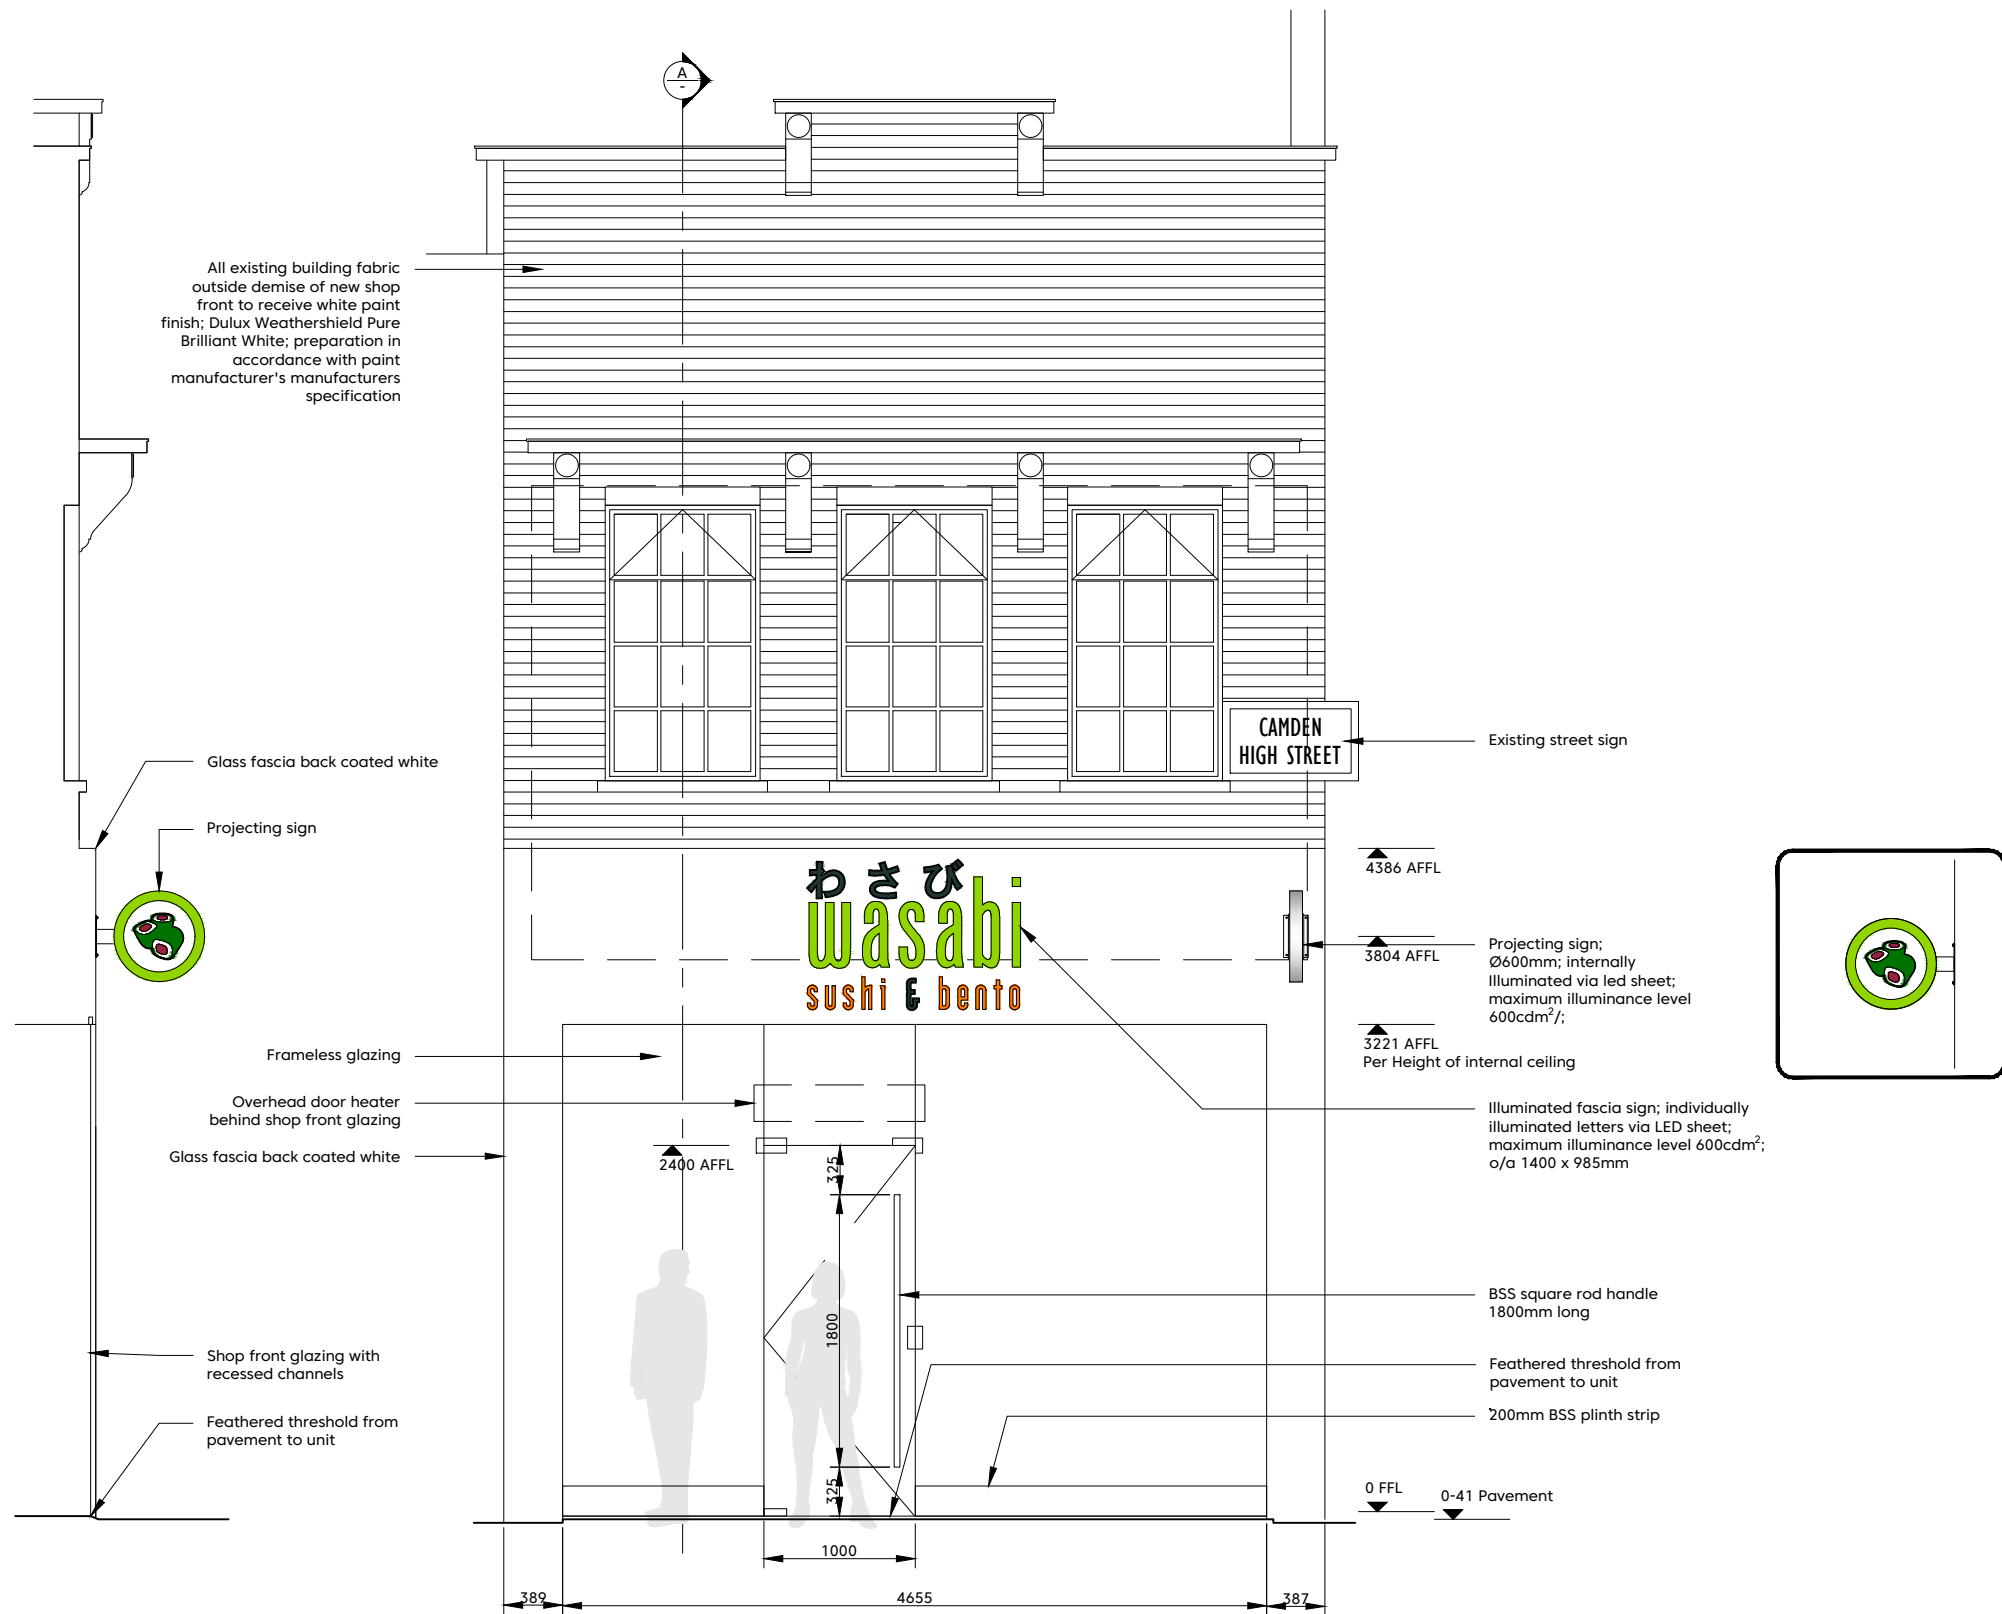 A
-
All existing building fabric
outside demise of new shop
front to receive white paint
finish; Dulux Weathershield Pure
Brilliant White; preparation in
accordance with paint
manufacturer's manufacturers
specification
CAMDEN
HIGH STREET
Existing street sign
Glass fascia back coated white
Projecting sign
わさび
wasabi
sushi & bento
4386 AFFL
3804 AFFL
Projecting sign;
Ø600mm; internally
Illuminated via led sheet;
maximum illuminance level
600cdm²/;
3221 AFFL
Per Height of internal ceiling
Frameless glazing
Overhead door heater
behind shop front glazing
Glass fascia back coated white
2400 AFFL
Illuminated fascia sign; individually
illuminated letters via LED sheet;
maximum illuminance level 600cdm²;
o/a 1400 x 985mm
325
1800
325
BSS square rod handle
1800mm long
Shop front glazing with
recessed channels
Feathered threshold from
pavement to unit
Feathered threshold from
pavement to unit
200mm BSS plinth strip
0 FFL
0-41 Pavement
1000
389
4655
387